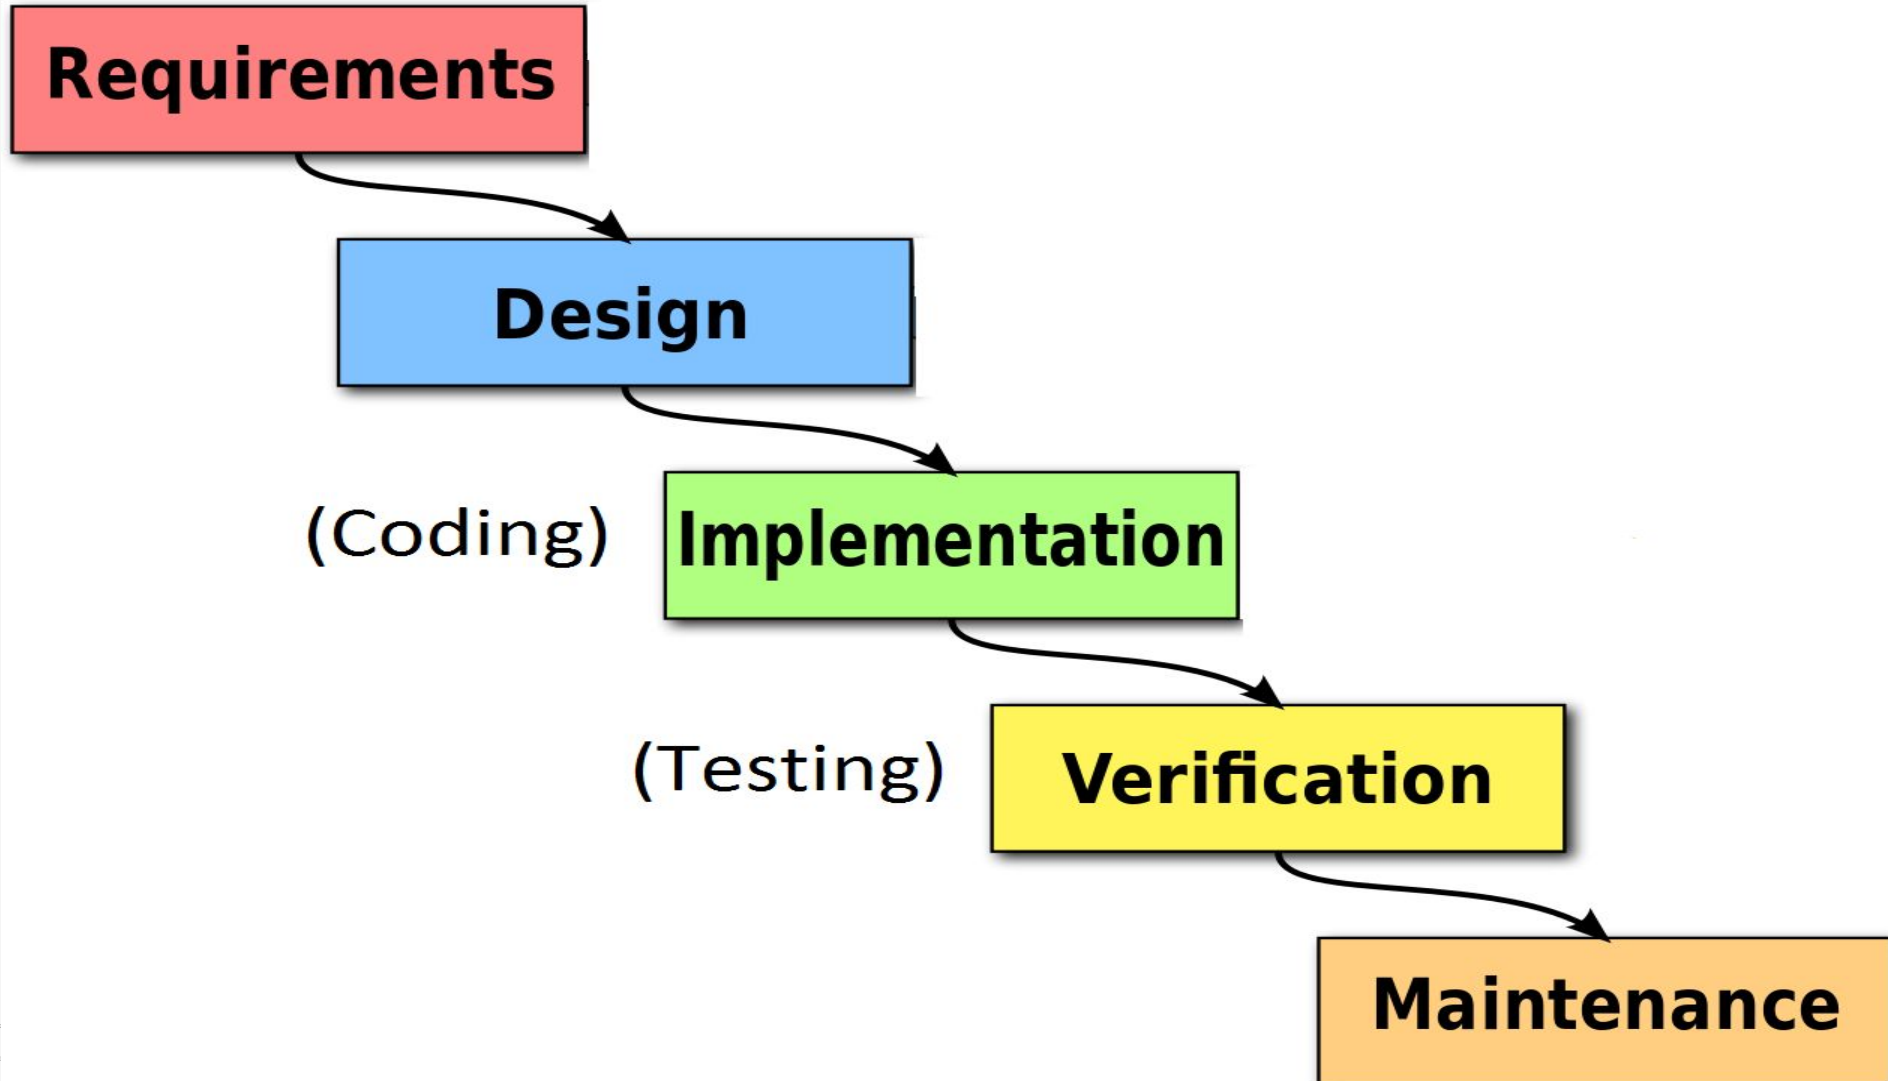 Requirements
Design
(Coding) Implementation
(Testing) Verification
Maintenance